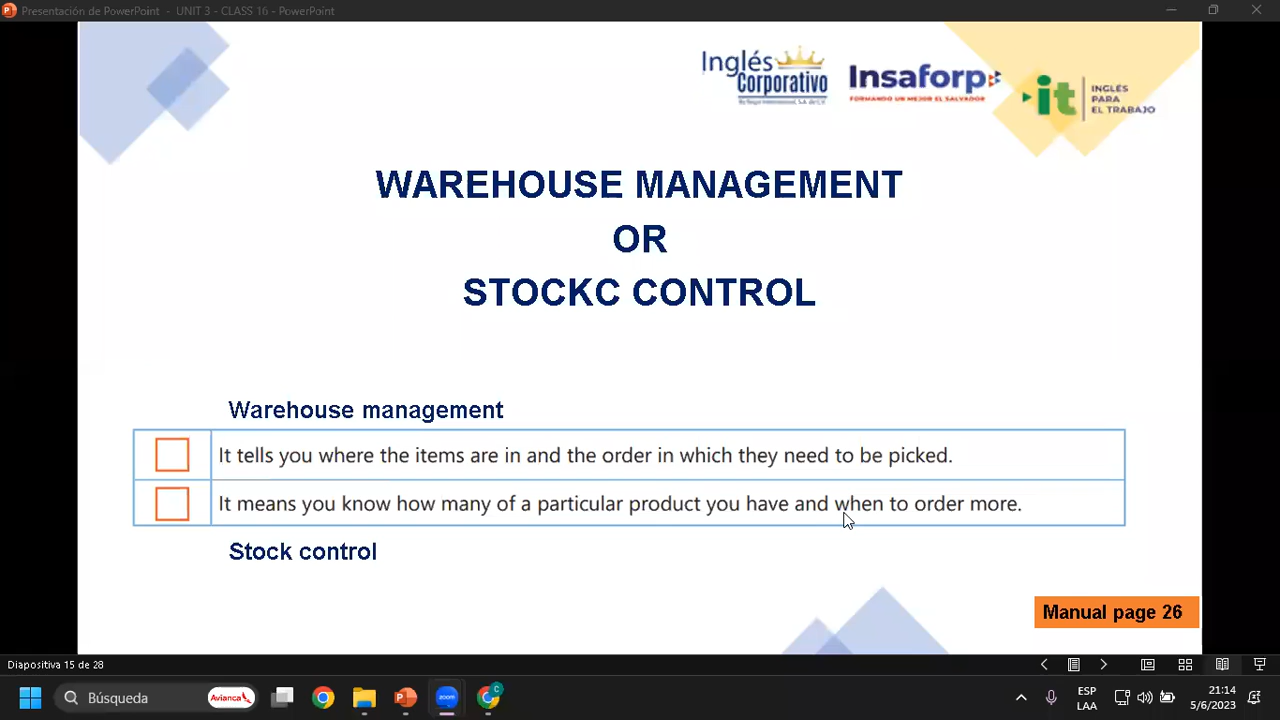 Presentación de PowerPoint - UNIT 3 - CLASS 16 - PowerPoint
Inglés
Corporativo
Insaforp
FORMANDO UN MEJOR EL SALVADOR
it
INGLÉS
PARA
EL TRABAJO
WAREHOUSE MANAGEMENT
OR
STOCKC CONTROL
Warehouse management
It tells you where the items are in and the order in which they need to be picked.
It means you know how many of a particular product you have and when to order more.
Stock control
Manual page 26
Diapositiva 15 de 28
Búsqueda
Avianca
C
ESP
LAA
21:14
5/6/2023